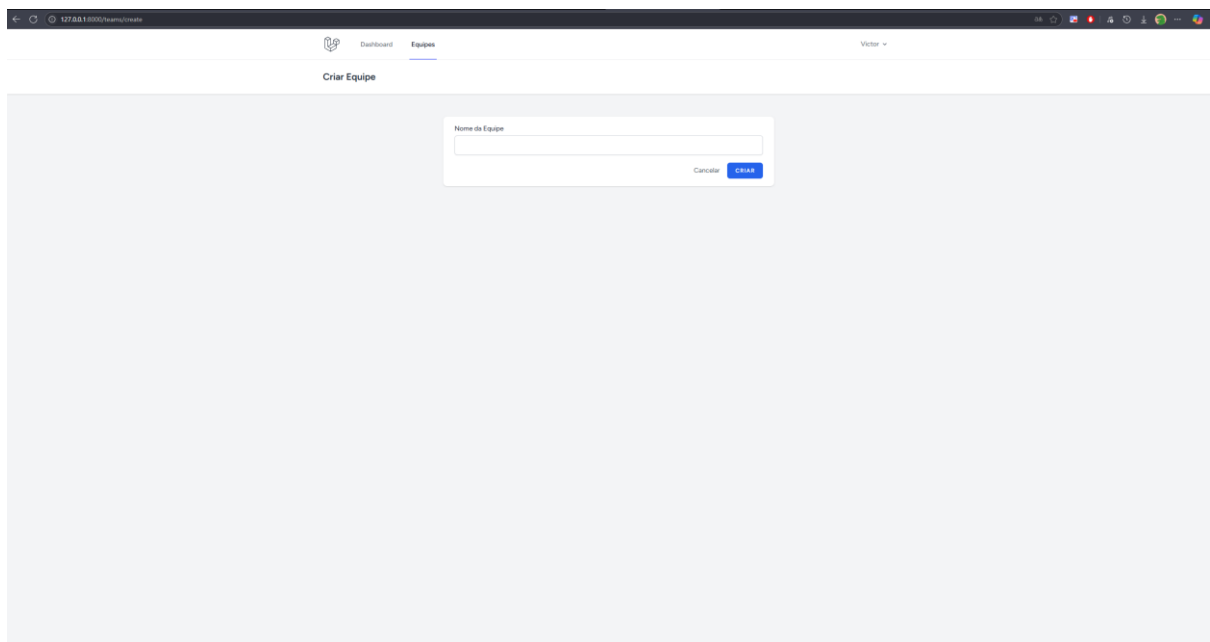 127.0.0.1:8000/teams/create
Dashboard Equipes Victor
Criar Equipe
Nome da Equipe
Cancelar CRIAR